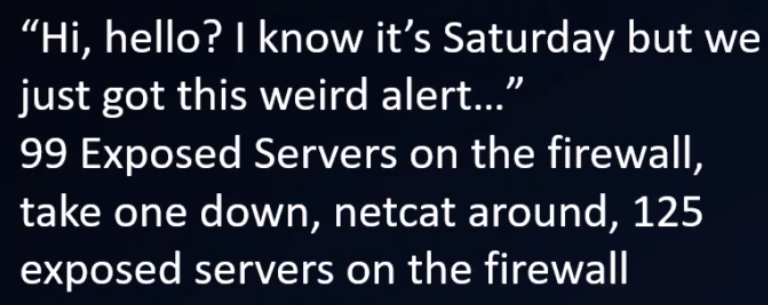 “Hi, hello? I know it’s Saturday but we
just got this weird alert…”
99 Exposed Servers on the firewall,
take one down, netcat around, 125
exposed servers on the firewall